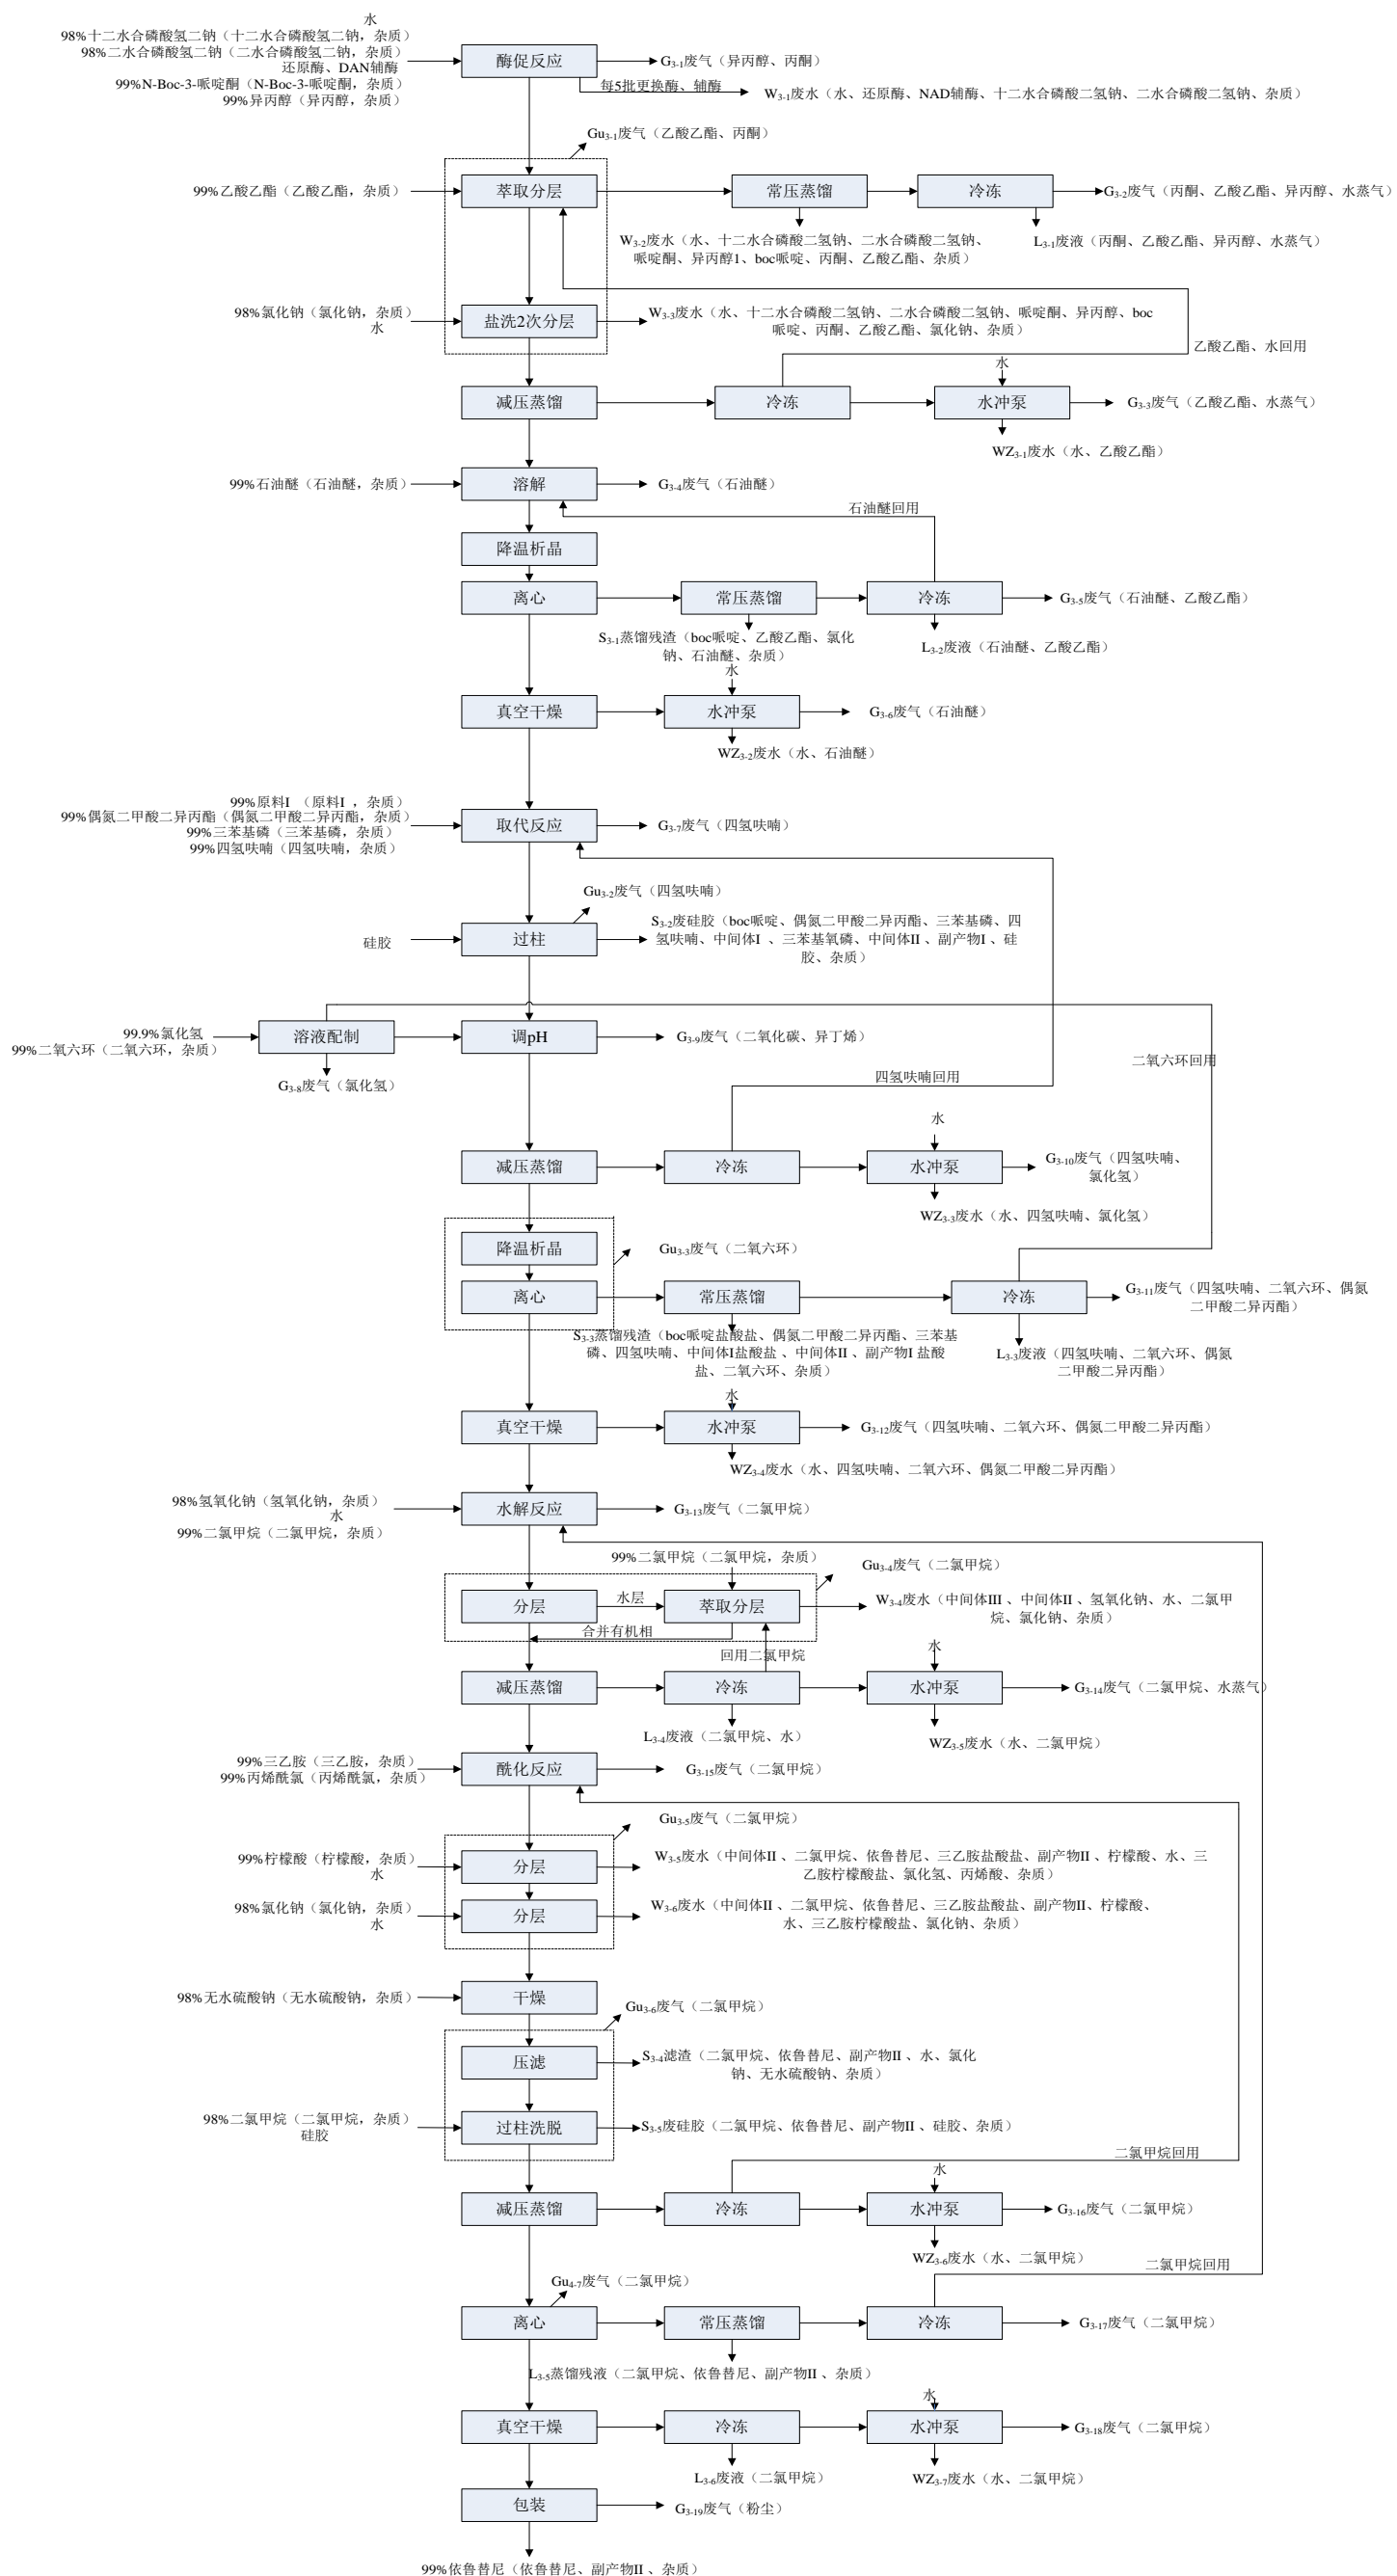 水
98%十二水合磷酸氢二钠（十二水合磷酸氢二钠，杂质）
98%二水合磷酸氢二钠（二水合磷酸氢二钠，杂质）
还原酶、DAN辅酶
99%N-Boc-3-哌啶酮（N-Boc-3-哌啶酮，杂质）
99%异丙醇（异丙醇，杂质）
酶促反应
G3-1废气（异丙醇、丙酮）
每5批更换酶、辅酶
W3-1废水（水、还原酶、NAD辅酶、十二水合磷酸二氢钠、二水合磷酸二氢钠、杂质）
Gu3-1废气（乙酸乙酯、丙酮）
99%乙酸乙酯（乙酸乙酯，杂质）
萃取分层
常压蒸馏
冷冻
G3-2废气（丙酮、乙酸乙酯、异丙醇、水蒸气）
W3-2废水（水、十二水合磷酸二氢钠、二水合磷酸二氢钠、
哌啶酮、异丙醇1、boc哌啶、丙酮、乙酸乙酯、杂质）
L3-1废液（丙酮、乙酸乙酯、异丙醇、水蒸气）
98%氯化钠（氯化钠，杂质）
水
盐洗2次分层
W3-3废水（水、十二水合磷酸二氢钠、二水合磷酸二氢钠、哌啶酮、异丙醇、boc
哌啶、丙酮、乙酸乙酯、氯化钠、杂质）
乙酸乙酯、水回用
水
减压蒸馏
冷冻
水冲泵
G3-3废气（乙酸乙酯、水蒸气）
WZ3-1废水（水、乙酸乙酯）
99%石油醚（石油醚，杂质）
溶解
G3-4废气（石油醚）
石油醚回用
降温析晶
离心
常压蒸馏
冷冻
G3-5废气（石油醚、乙酸乙酯）
S3-1蒸馏残渣（boc哌啶、乙酸乙酯、氯化
钠、石油醚、杂质）
L3-2废液（石油醚、乙酸乙酯）
水
真空干燥
水冲泵
G3-6废气（石油醚）
WZ3-2废水（水、石油醚）
99%原料I （原料I ，杂质）
99%偶氮二甲酸二异丙酯（偶氮二甲酸二异丙酯，杂质）
99%三苯基磷（三苯基磷，杂质）
99%四氢呋喃（四氢呋喃，杂质）
取代反应
G3-7废气（四氢呋喃）
Gu3-2废气（四氢呋喃）
硅胶
过柱
S3-2废硅胶（boc哌啶、偶氮二甲酸二异丙酯、三苯基磷、四
氢呋喃、中间体I 、三苯基氧磷、中间体II 、副产物I 、硅
胶、杂质）
99.9%氯化氢
99%二氧六环（二氧六环，杂质）
溶液配制
调pH
G3-9废气（二氧化碳、异丁烯）
二氧六环回用
G3-8废气（氯化氢）
四氢呋喃回用
水
减压蒸馏
冷冻
水冲泵
G3-10废气（四氢呋喃、
氯化氢）
WZ3-3废水（水、四氢呋喃、氯化氢）
降温析晶
Gu3-3废气（二氧六环）
离心
常压蒸馏
冷冻
G3-11废气（四氢呋喃、二氧六环、偶氮
二甲酸二异丙酯）
S3-3蒸馏残渣（boc哌啶盐酸盐、偶氮二甲酸二异丙酯、三苯基
磷、四氢呋喃、中间体I盐酸盐 、中间体II 、副产物I 盐酸
盐、二氧六环、杂质）
L3-3废液（四氢呋喃、二氧六环、偶氮
二甲酸二异丙酯）
水
真空干燥
水冲泵
G3-12废气（四氢呋喃、二氧六环、偶氮二甲酸二异丙酯）
WZ3-4废水（水、四氢呋喃、二氧六环、偶氮二甲酸二异丙酯）
98%氢氧化钠（氢氧化钠，杂质）
水
99%二氯甲烷（二氯甲烷，杂质）
水解反应
G3-13废气（二氯甲烷）
99%二氯甲烷（二氯甲烷，杂质）
Gu3-4废气（二氯甲烷）
分层
水层
萃取分层
W3-4废水（中间体III 、中间体II 、氢氧化钠、水、二氯甲
烷、氯化钠、杂质）
合并有机相
回用二氯甲烷
水
减压蒸馏
冷冻
水冲泵
G3-14废气（二氯甲烷、水蒸气）
L3-4废液（二氯甲烷、水）
WZ3-5废水（水、二氯甲烷）
99%三乙胺（三乙胺，杂质）
99%丙烯酰氯（丙烯酰氯，杂质）
酰化反应
G3-15废气（二氯甲烷）
Gu3-5废气（二氯甲烷）
99%柠檬酸（柠檬酸，杂质）
水
分层
W3-5废水（中间体II 、二氯甲烷、依鲁替尼、三乙胺盐酸盐、副产物II 、柠檬酸、水、三
乙胺柠檬酸盐、氯化氢、丙烯酸、杂质）
98%氯化钠（氯化钠，杂质）
水
分层
W3-6废水（中间体II 、二氯甲烷、依鲁替尼、三乙胺盐酸盐、副产物II、柠檬酸、
水、三乙胺柠檬酸盐、氯化钠、杂质）
98%无水硫酸钠（无水硫酸钠，杂质）
干燥
Gu3-6废气（二氯甲烷）
压滤
S3-4滤渣（二氯甲烷、依鲁替尼、副产物II 、水、氯化
钠、无水硫酸钠、杂质）
98%二氯甲烷（二氯甲烷，杂质）
硅胶
过柱洗脱
S3-5废硅胶（二氯甲烷、依鲁替尼、副产物II 、硅胶、杂质）
二氯甲烷回用
水
减压蒸馏
冷冻
水冲泵
G3-16废气（二氯甲烷）
WZ3-6废水（水、二氯甲烷）
二氯甲烷回用
Gu4-7废气（二氯甲烷）
离心
常压蒸馏
冷冻
G3-17废气（二氯甲烷）
L3-5蒸馏残液（二氯甲烷、依鲁替尼、副产物II 、杂质）
水
真空干燥
冷冻
水冲泵
G3-18废气（二氯甲烷）
L3-6废液（二氯甲烷）
WZ3-7废水（水、二氯甲烷）
包装
G3-19废气（粉尘）
99%依鲁替尼（依鲁替尼、副产物II 、杂质）